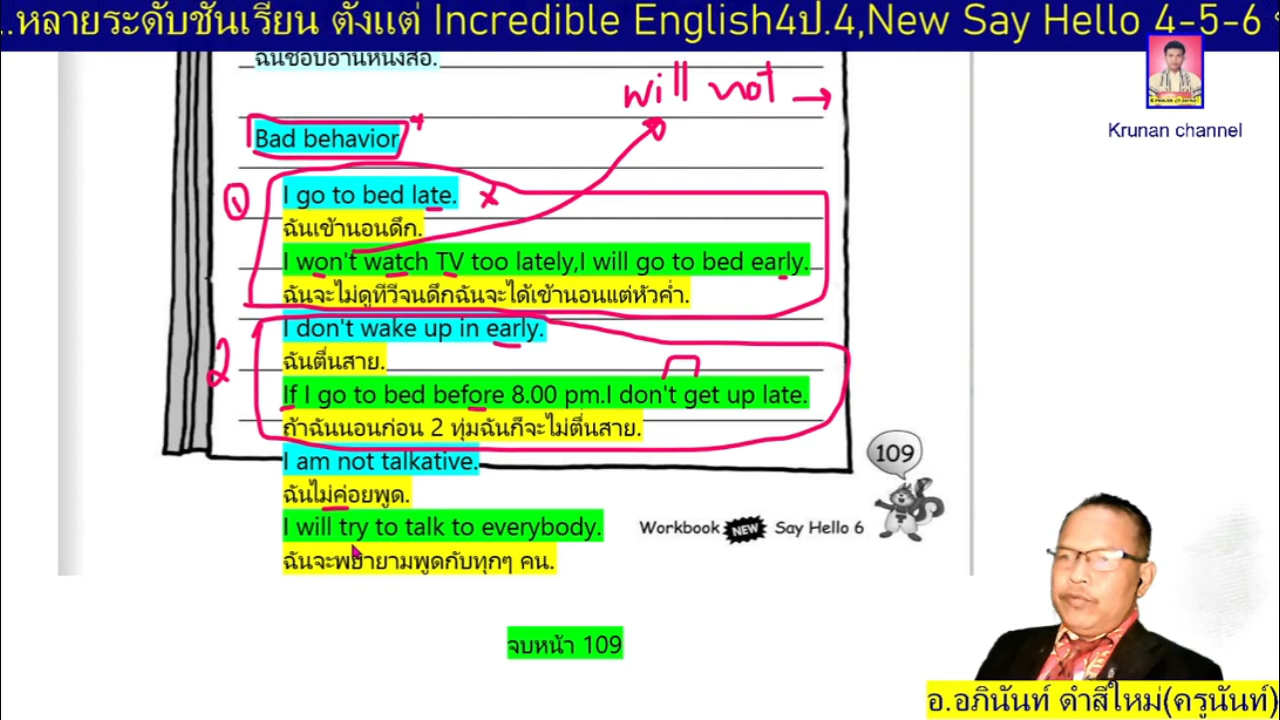 ..หลายระดับชั้นเรียน ตั้งแต่ Incredible English4ป.4,New Say Hello 4-5-6
ฉันชอบอ่านหนังสือ.
will not
Krunan channel
Bad behavior
1
I go to bed late.
ฉันเข้านอนดึก.
I won't watch TV too lately,I will go to bed early.
ฉันจะไม่ดูทีวีจนดึกฉันจะได้เข้านอนแต่หัวค่ำ.
I don't wake up in early.
2
ฉันตื่นสาย.
If I go to bed before 8.00 pm.I don't get up late.
ถ้าฉันนอนก่อน 2 ทุ่มฉันก็จะไม่ตื่นสาย.
109
I am not talkative.
ฉันไม่ค่อยพูด.
I will try to talk to everybody.
Workbook NEW Say Hello 6
ฉันจะพยายามพูดกับทุกๆ คน.
จบหน้า 109
อ.อภินันท์ ดำสีใหม่(ครูนันท์)